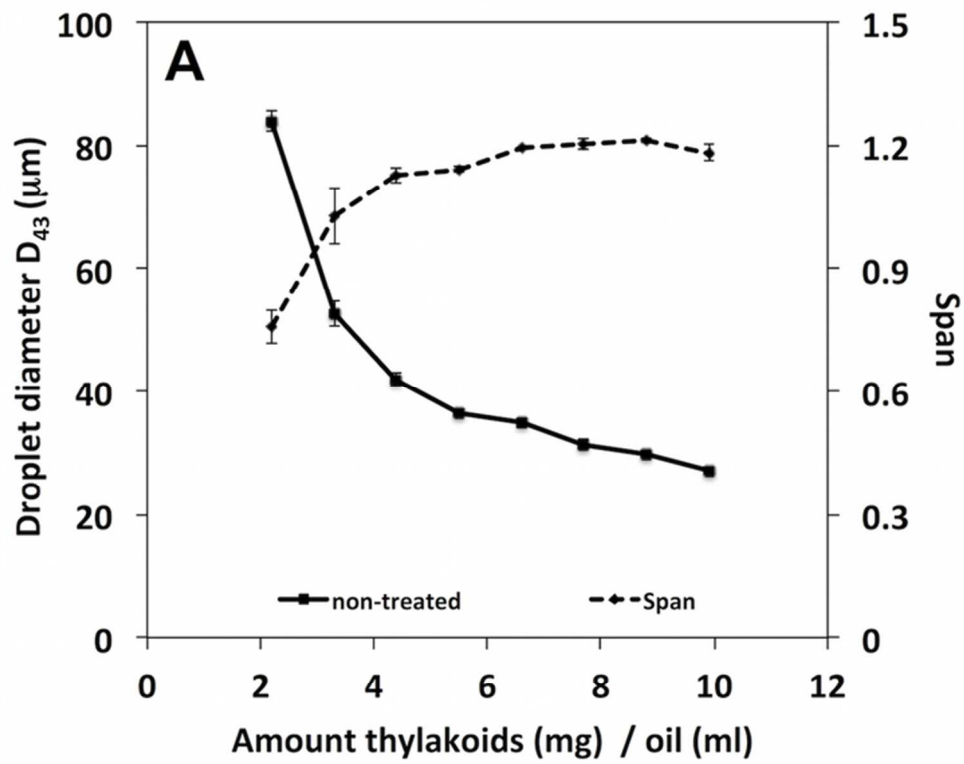 A
Droplet diameter D43 (μm)
100
80
60
40
20
0
1.5
1.2
0.9
0.6
0.3
0
Span
non-treated
Span
0 2 4 6 8 10 12
Amount thylakoids (mg) / oil (ml)